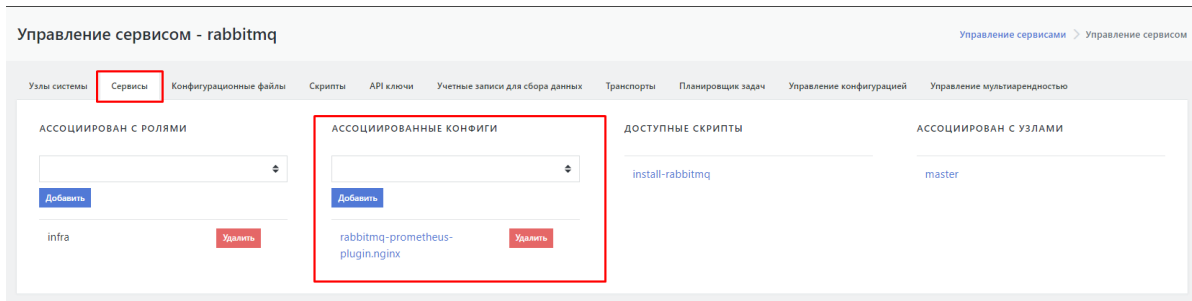 Управление сервисом - rabbitmq
Управление сервисами > Управление сервисом
Узлы системы Сервисы Конфигурационные файлы Скрипты API ключи Учетные записи для сбора данных Транспорты Планировщик задач Управление конфигурацией Управление мультиарендностью
АССОЦИИРОВАН С РОЛЯМИ
Добавить
infra Удалить
АССОЦИИРОВАННЫЕ КОНФИГИ
Добавить
rabbitmq-prometheus-
plugin.nginx
Удалить
ДОСТУПНЫЕ СКРИПТЫ
install-rabbitmq
АССОЦИИРОВАН С УЗЛАМИ
master